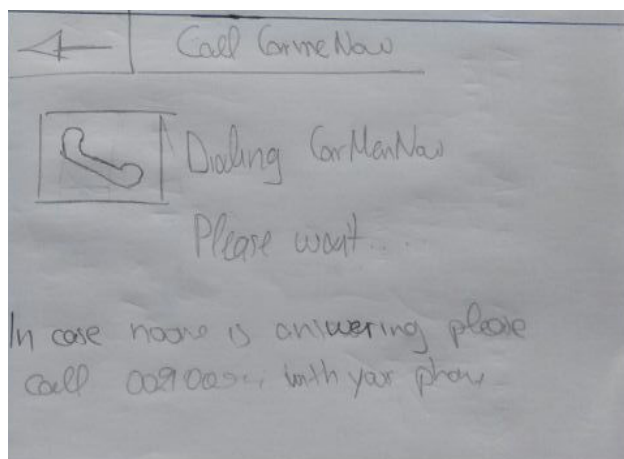 Call CarmeNow
Dialing CarMenNow
Please wait...
In case noone is answering please
call with your phone